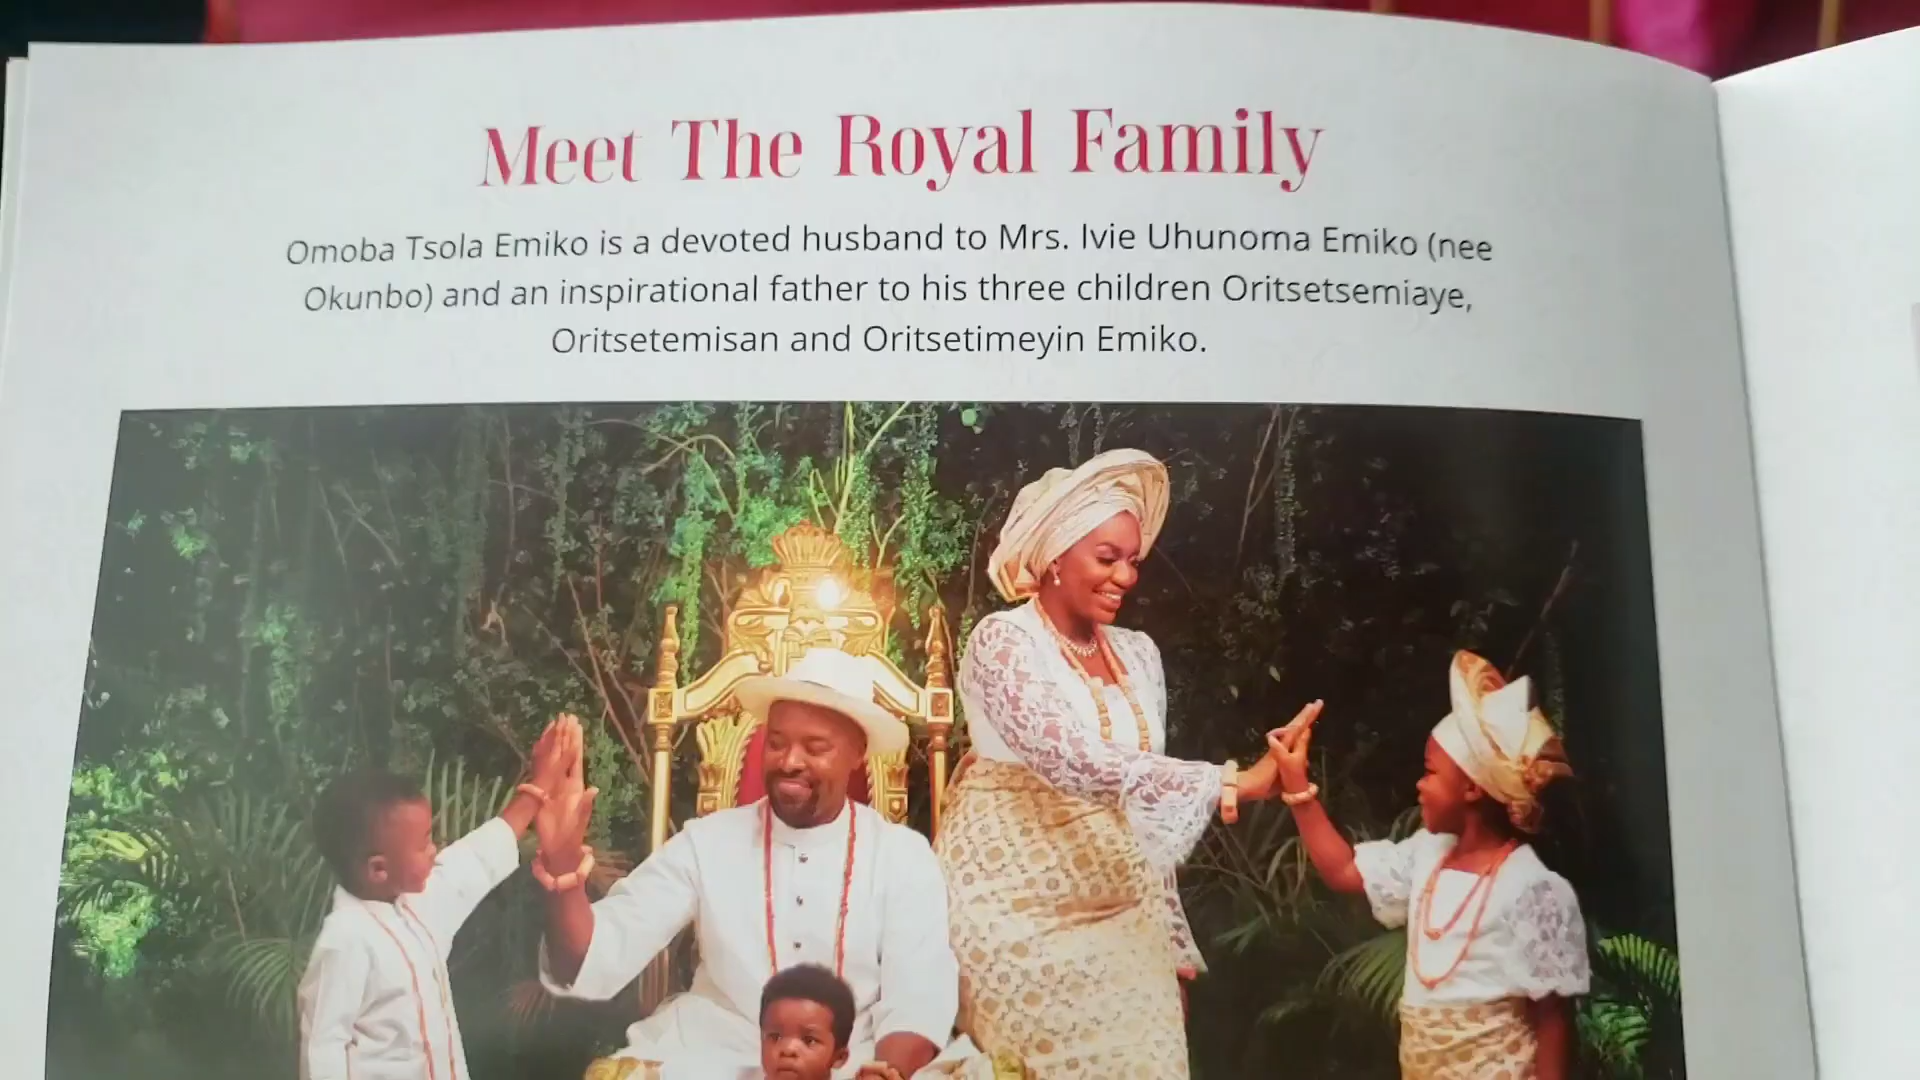 Meet The Royal Family
Omoba Tsola Emiko is a devoted husband to Mrs. Ivie Uhunoma Emiko (nee
Okunbo) and an inspirational father to his three children Oritsetsemiaye,
Oritsetemisan and Oritsetimeyin Emiko.